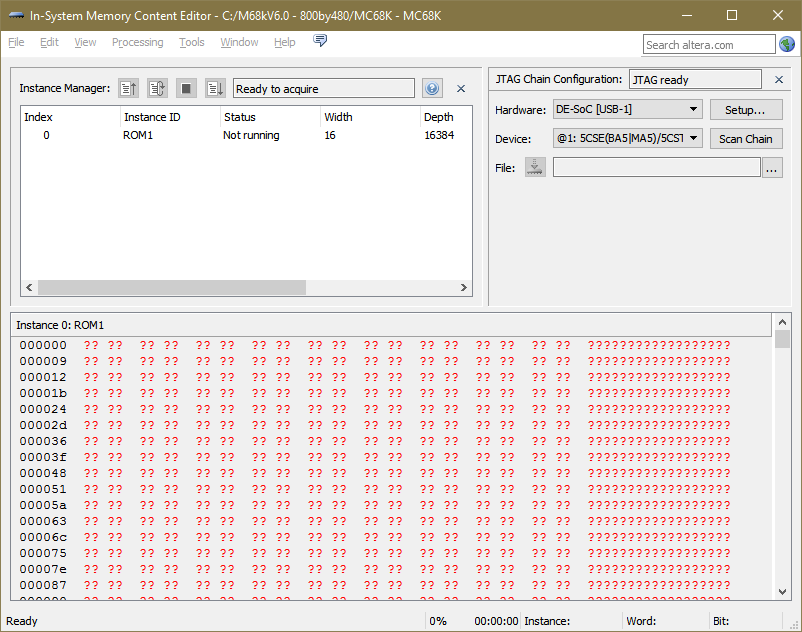 In-System Memory Content Editor - C:/M68kV6.0 - 800by480/MC68K - MC68K
File Edit View Processing Tools Window Help
Search altera.com
Instance Manager: Ready to acquire
Index Instance ID Status Width Depth
0 ROM1 Not running 16 16384
JTAG Chain Configuration: JTAG ready
Hardware: DE-SoC [USB-1] Setup...
Device: @1: 5CSE(BA5|MA5)/5CST Scan Chain
File: ...
Instance 0: ROM1
000000 ?? ?? ?? ?? ?? ?? ?? ?? ?? ?? ?? ?? ?? ?? ?? ?? ?? ?? ??????????????????
000009 ?? ?? ?? ?? ?? ?? ?? ?? ?? ?? ?? ?? ?? ?? ?? ?? ?? ?? ??????????????????
000012 ?? ?? ?? ?? ?? ?? ?? ?? ?? ?? ?? ?? ?? ?? ?? ?? ?? ?? ??????????????????
00001b ?? ?? ?? ?? ?? ?? ?? ?? ?? ?? ?? ?? ?? ?? ?? ?? ?? ?? ??????????????????
000024 ?? ?? ?? ?? ?? ?? ?? ?? ?? ?? ?? ?? ?? ?? ?? ?? ?? ?? ??????????????????
00002d ?? ?? ?? ?? ?? ?? ?? ?? ?? ?? ?? ?? ?? ?? ?? ?? ?? ?? ??????????????????
000036 ?? ?? ?? ?? ?? ?? ?? ?? ?? ?? ?? ?? ?? ?? ?? ?? ?? ?? ??????????????????
00003f ?? ?? ?? ?? ?? ?? ?? ?? ?? ?? ?? ?? ?? ?? ?? ?? ?? ?? ??????????????????
000048 ?? ?? ?? ?? ?? ?? ?? ?? ?? ?? ?? ?? ?? ?? ?? ?? ?? ?? ??????????????????
000051 ?? ?? ?? ?? ?? ?? ?? ?? ?? ?? ?? ?? ?? ?? ?? ?? ?? ?? ??????????????????
00005a ?? ?? ?? ?? ?? ?? ?? ?? ?? ?? ?? ?? ?? ?? ?? ?? ?? ?? ??????????????????
000063 ?? ?? ?? ?? ?? ?? ?? ?? ?? ?? ?? ?? ?? ?? ?? ?? ?? ?? ??????????????????
00006c ?? ?? ?? ?? ?? ?? ?? ?? ?? ?? ?? ?? ?? ?? ?? ?? ?? ?? ??????????????????
000075 ?? ?? ?? ?? ?? ?? ?? ?? ?? ?? ?? ?? ?? ?? ?? ?? ?? ?? ??????????????????
00007e ?? ?? ?? ?? ?? ?? ?? ?? ?? ?? ?? ?? ?? ?? ?? ?? ?? ?? ??????????????????
000087 ?? ?? ?? ?? ?? ?? ?? ?? ?? ?? ?? ?? ?? ?? ?? ?? ?? ?? ??????????????????
Ready 0% 00:00:00 Instance: Word: Bit: